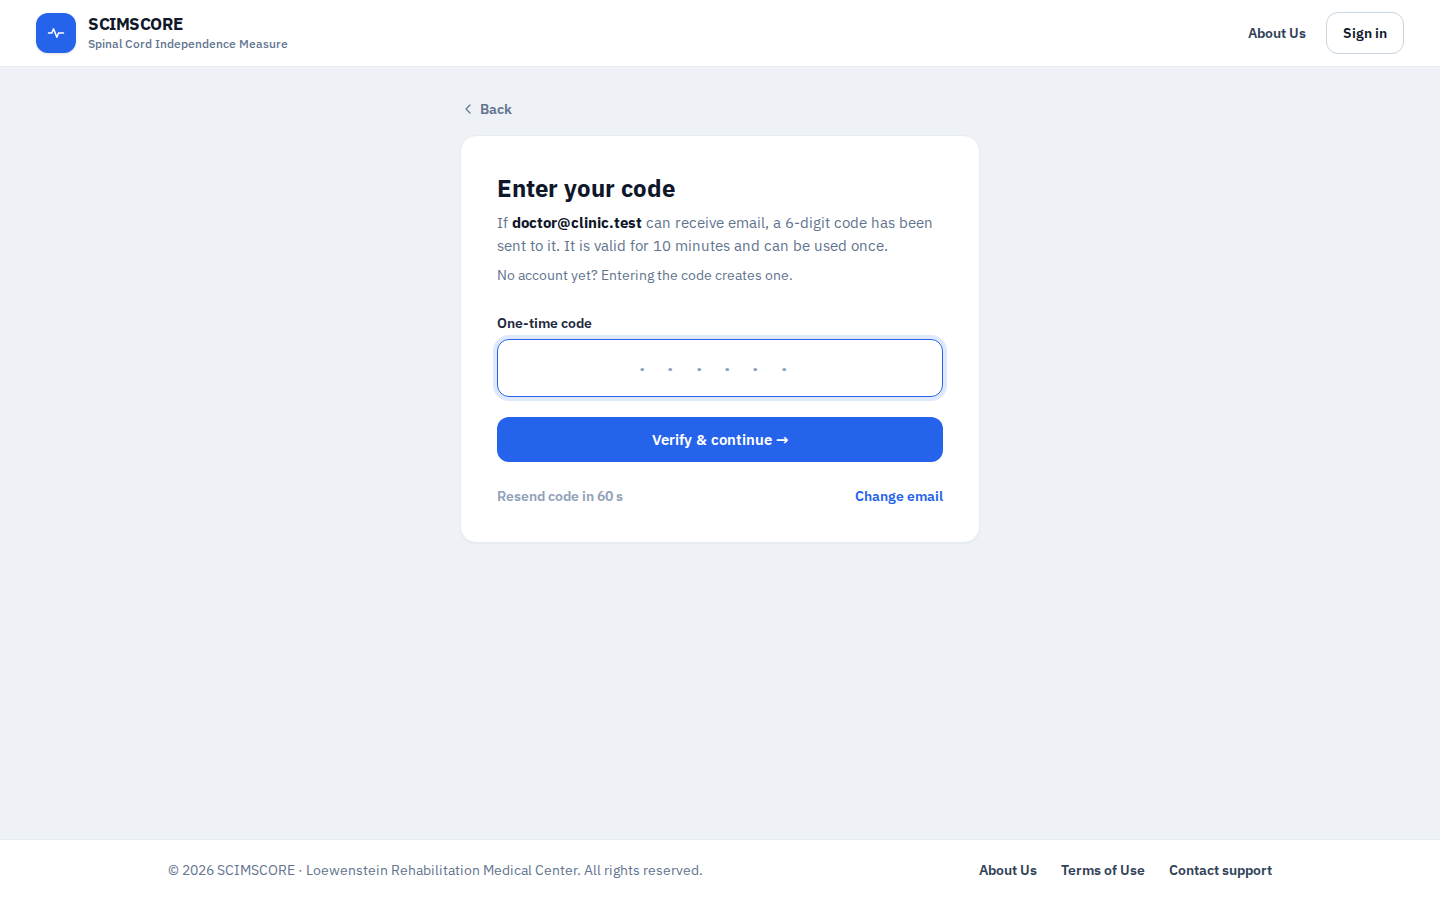 SCIMSCORE
Spinal Cord Independence Measure
About Us
Sign in
Back
Enter your code
If doctor@clinic.test can receive email, a 6-digit code has been
sent to it. It is valid for 10 minutes and can be used once.
No account yet? Entering the code creates one.
One-time code
• • • • • •
Verify & continue →
Resend code in 60 s
Change email
© 2026 SCIMSCORE · Loewenstein Rehabilitation Medical Center. All rights reserved.
About Us
Terms of Use
Contact support